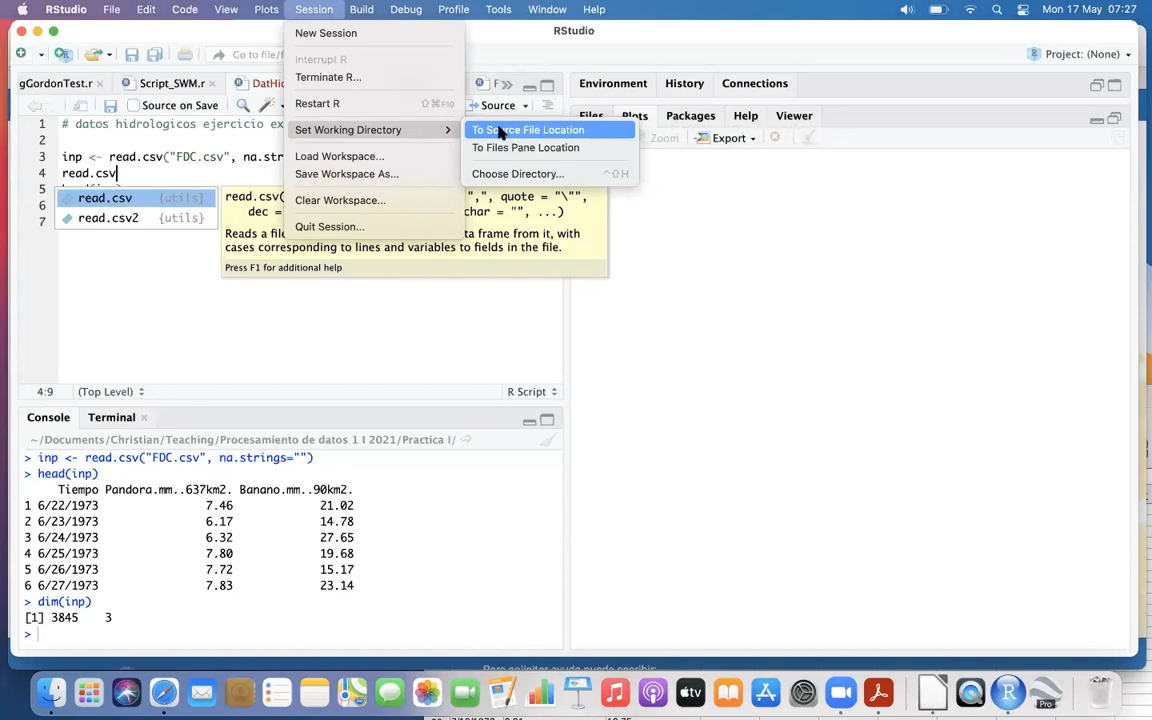 RStudio File Edit Code View Plots Session Build Debug Profile Tools Window Help Mon 17 May 07:27
RStudio
Go to file/f Project: (None)
gGordonTest.r Script_SWM.r DatHi F
Source on Save Source
1 # datos hidrologicos ejercicio ex
2
3 inp <- read.csv("FDC.csv", na.str
4 read.csv
5
6
7
read.csv {utils}
read.csv2 {utils}
read.csv( ",", quote = "\"",
dec = char = "", ...)
Reads a file ta frame from it, with
cases corresponding to lines and variables to fields in the file.
Press F1 for additional help
New Session
Interrupt R
Terminate R...
Restart R ⇧⌘F10
Set Working Directory
Load Workspace...
Save Workspace As...
Clear Workspace...
Quit Session...
To Source File Location
To Files Pane Location
Choose Directory... ^⇧H
4:9 (Top Level) R Script
Environment History Connections
Files Plots Packages Help Viewer
Zoom Export
Console Terminal
~/Documents/Christian/Teaching/Procesamiento de datos 1 I 2021/Practica I/
> inp <- read.csv("FDC.csv", na.strings="")
> head(inp)
Tiempo Pandora.mm..637km2. Banano.mm..90km2.
1 6/22/1973 7.46 21.02
2 6/23/1973 6.17 14.78
3 6/24/1973 6.32 27.65
4 6/25/1973 7.80 19.68
5 6/26/1973 7.72 15.17
6 6/27/1973 7.83 23.14
> dim(inp)
[1] 3845 3
>
Pro